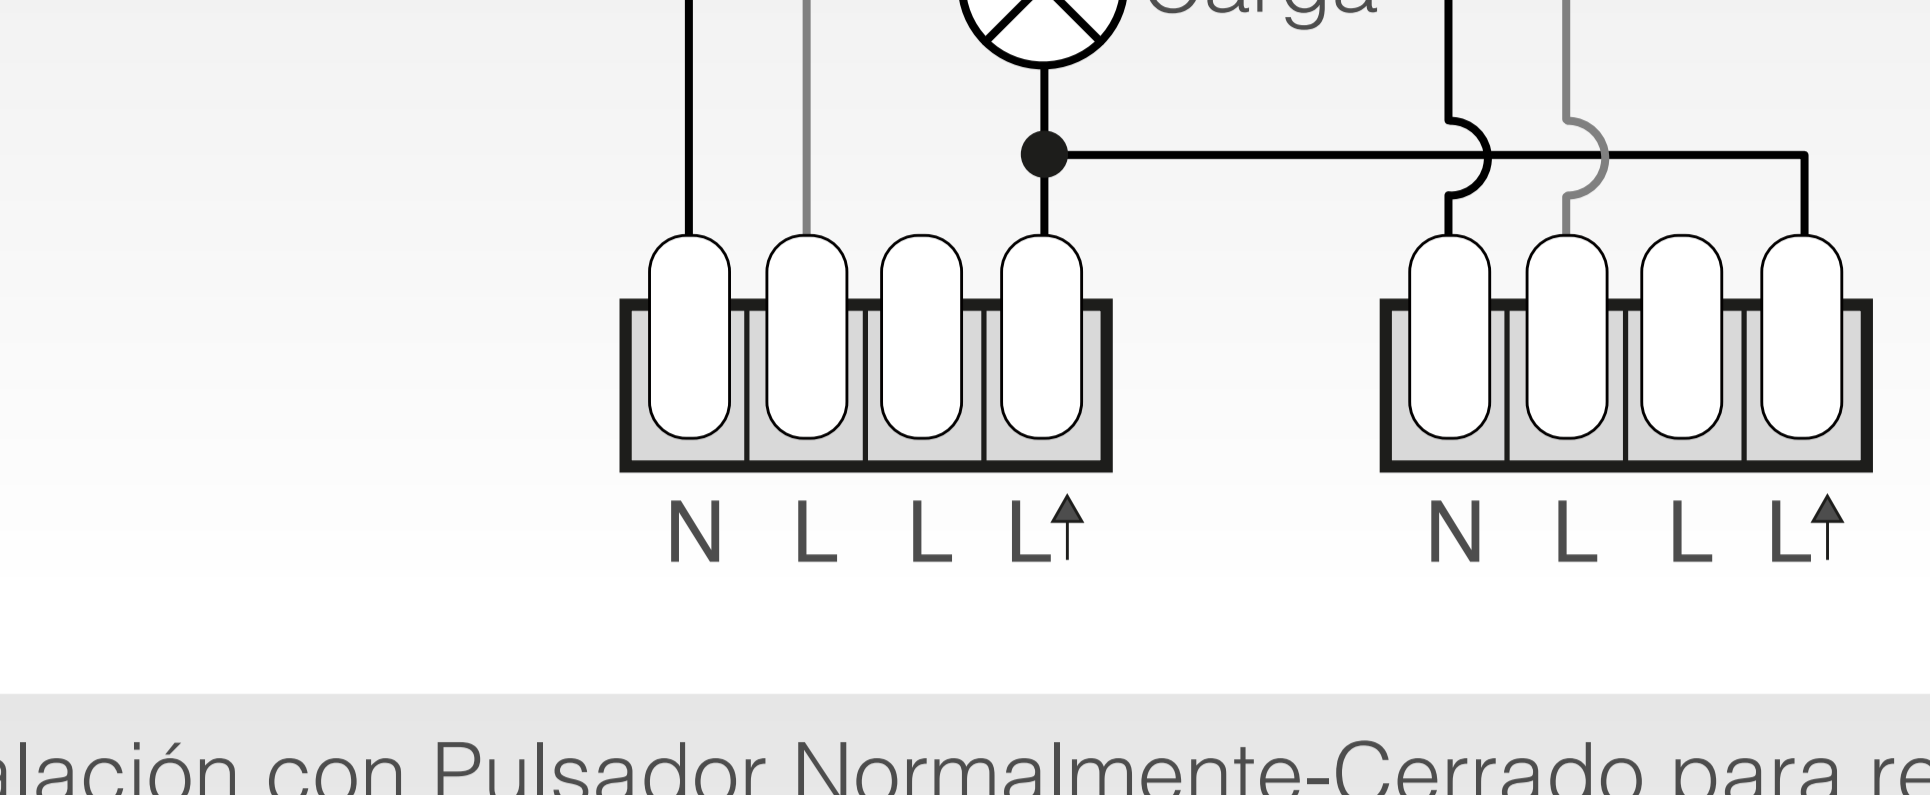 Carga
N L L L N L L L
alación con Pulsador Normalmente-Cerrado para re